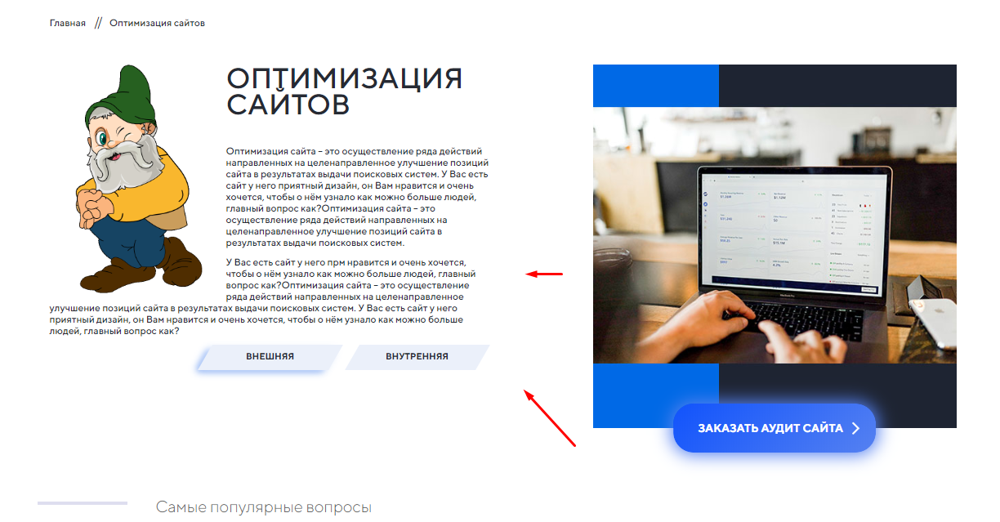 Главная // Оптимизация сайтов
ОПТИМИЗАЦИЯ
САЙТОВ
Оптимизация сайта – это осуществление ряда действий
направленных на целенаправленное улучшение позиций
сайта в результатах выдачи поисковых систем. У Вас есть
сайт у него приятный дизайн, он Вам нравится и очень
хочется, чтобы о нём узнало как можно больше людей,
главный вопрос как?Оптимизация сайта – это
осуществление ряда действий направленных на
целенаправленное улучшение позиций сайта в
результатах выдачи поисковых систем.
У Вас есть сайт у него прм нравится и очень хочется,
чтобы о нём узнало как можно больше людей, главный
вопрос как?Оптимизация сайта – это осуществление
ряда действий направленных на целенаправленное
улучшение позиций сайта в результатах выдачи поисковых систем. У Вас есть сайт у него
приятный дизайн, он Вам нравится и очень хочется, чтобы о нём узнало как можно больше
людей, главный вопрос как?
ВНЕШНЯЯ
ВНУТРЕННЯЯ
ЗАКАЗАТЬ АУДИТ САЙТА
Самые популярные вопросы